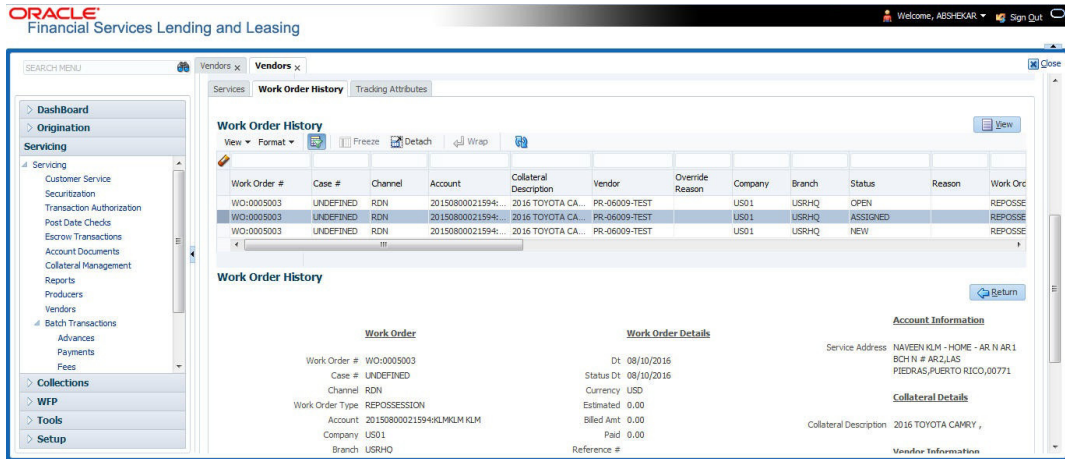 ORACLE
Financial Services Lending and Leasing
Welcome, ABSHEKAR
Sign Out
SEARCH MENU
Vendors x Vendors x
Close
Services Work Order History Tracking Attributes
DashBoard
Origination
Servicing
Servicing
Customer Service
Securitization
Transaction Authorization
Post Date Checks
Escrow Transactions
Account Documents
Collateral Management
Reports
Producers
Vendors
Batch Transactions
Advances
Payments
Fees
Collections
WFP
Tools
Setup
Work Order History
View
View Format Freeze Detach Wrap
Work Order # Case # Channel Account Collateral Description Vendor Override Reason Company Branch Status Reason Work Orc
WO:0005003 UNDEFINED RDN 20150800021594:... 2016 TOYOTA CA... PR-06009-TEST US01 USRHQ OPEN REPOSSE
WO:0005003 UNDEFINED RDN 20150800021594:... 2016 TOYOTA CA... PR-06009-TEST US01 USRHQ ASSIGNED REPOSSE
WO:0005003 UNDEFINED RDN 20150800021594:... 2016 TOYOTA CA... PR-06009-TEST US01 USRHQ NEW REPOSSE
Work Order History
Return
Work Order
Work Order # WO:0005003
Case # UNDEFINED
Channel RDN
Work Order Type REPOSSESSION
Account 20150800021594:KLMKLM KLM
Company US01
Branch USRHQ
Work Order Details
Dt 08/10/2016
Status Dt 08/10/2016
Currency USD
Estimated 0.00
Billed Amt 0.00
Paid 0.00
Reference #
Account Information
Service Address NAVEEN KLM - HOME - AR N AR1
BCH N # AR2,LAS
PIEDRAS,PUERTO RICO,00771
Collateral Details
Collateral Description 2016 TOYOTA CAMRY ,
Vendor Information